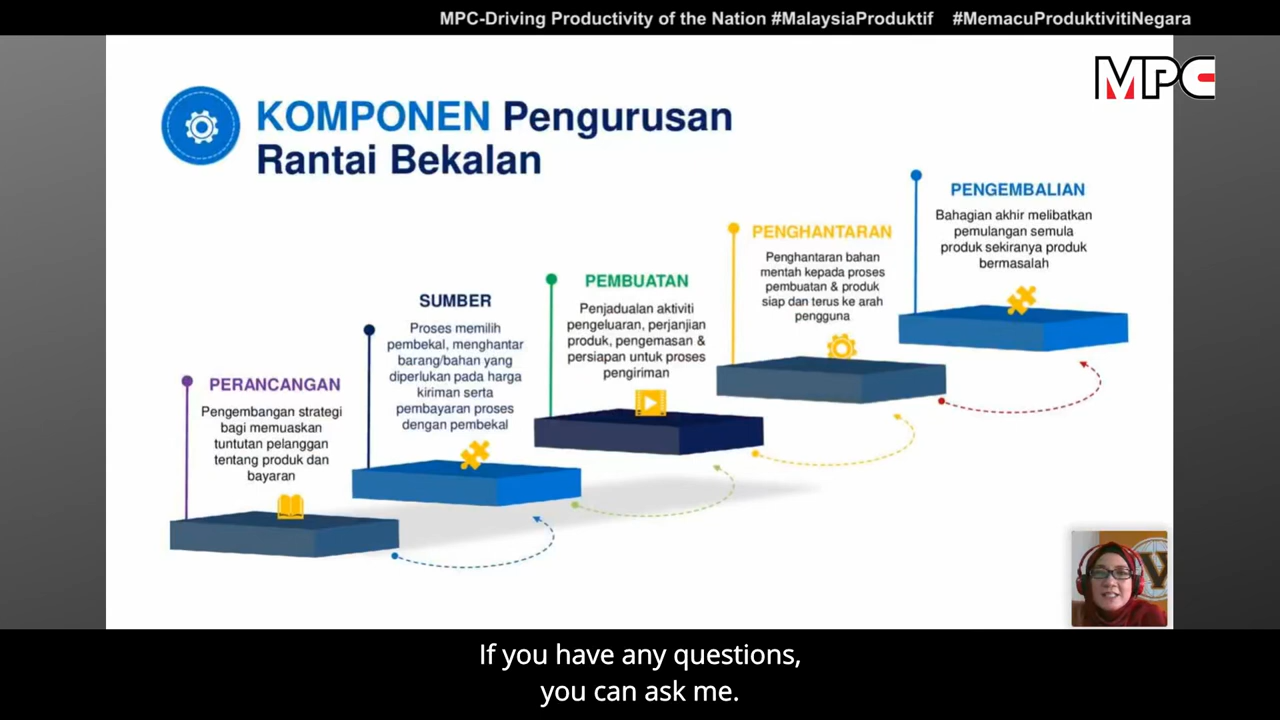 MPC-Driving Productivity of the Nation #MalaysiaProduktif #MemacuProduktivitiNegara
MPC
KOMPONEN Pengurusan
Rantai Bekalan
PERANCANGAN
Pengembangan strategi
bagi memuaskan
tuntutan pelanggan
tentang produk dan
bayaran
SUMBER
Proses memilih
pembekal, menghantar
barang/bahan yang
diperlukan pada harga
kiriman serta
pembayaran proses
dengan pembekal
PEMBUATAN
Penjadualan aktiviti
pengeluaran, perjanjian
produk, pengemasan &
persiapan untuk proses
pengiriman
PENGHANTARAN
Penghantaran bahan
mentah kepada proses
pembuatan & produk
siap dan terus ke arah
pengguna
PENGEMBALIAN
Bahagian akhir melibatkan
pemulangan semula
produk sekiranya produk
bermasalah
If you have any questions,
you can ask me.